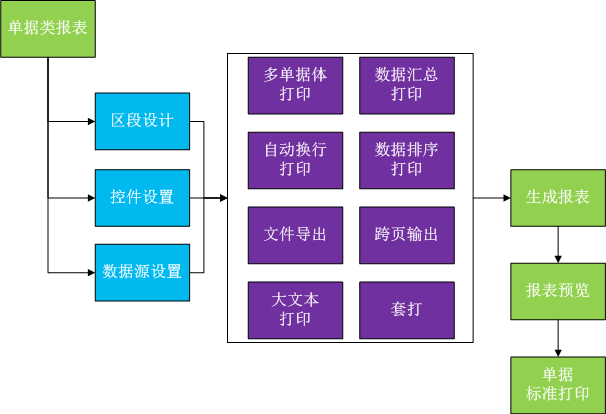 单据类报表
区段设计
控件设置
数据源设置
多单据体
打印
数据汇总
打印
自动换行
打印
数据排序
打印
文件导出
跨页输出
大文本
打印
套打
生成报表
报表预览
单据
标准打印